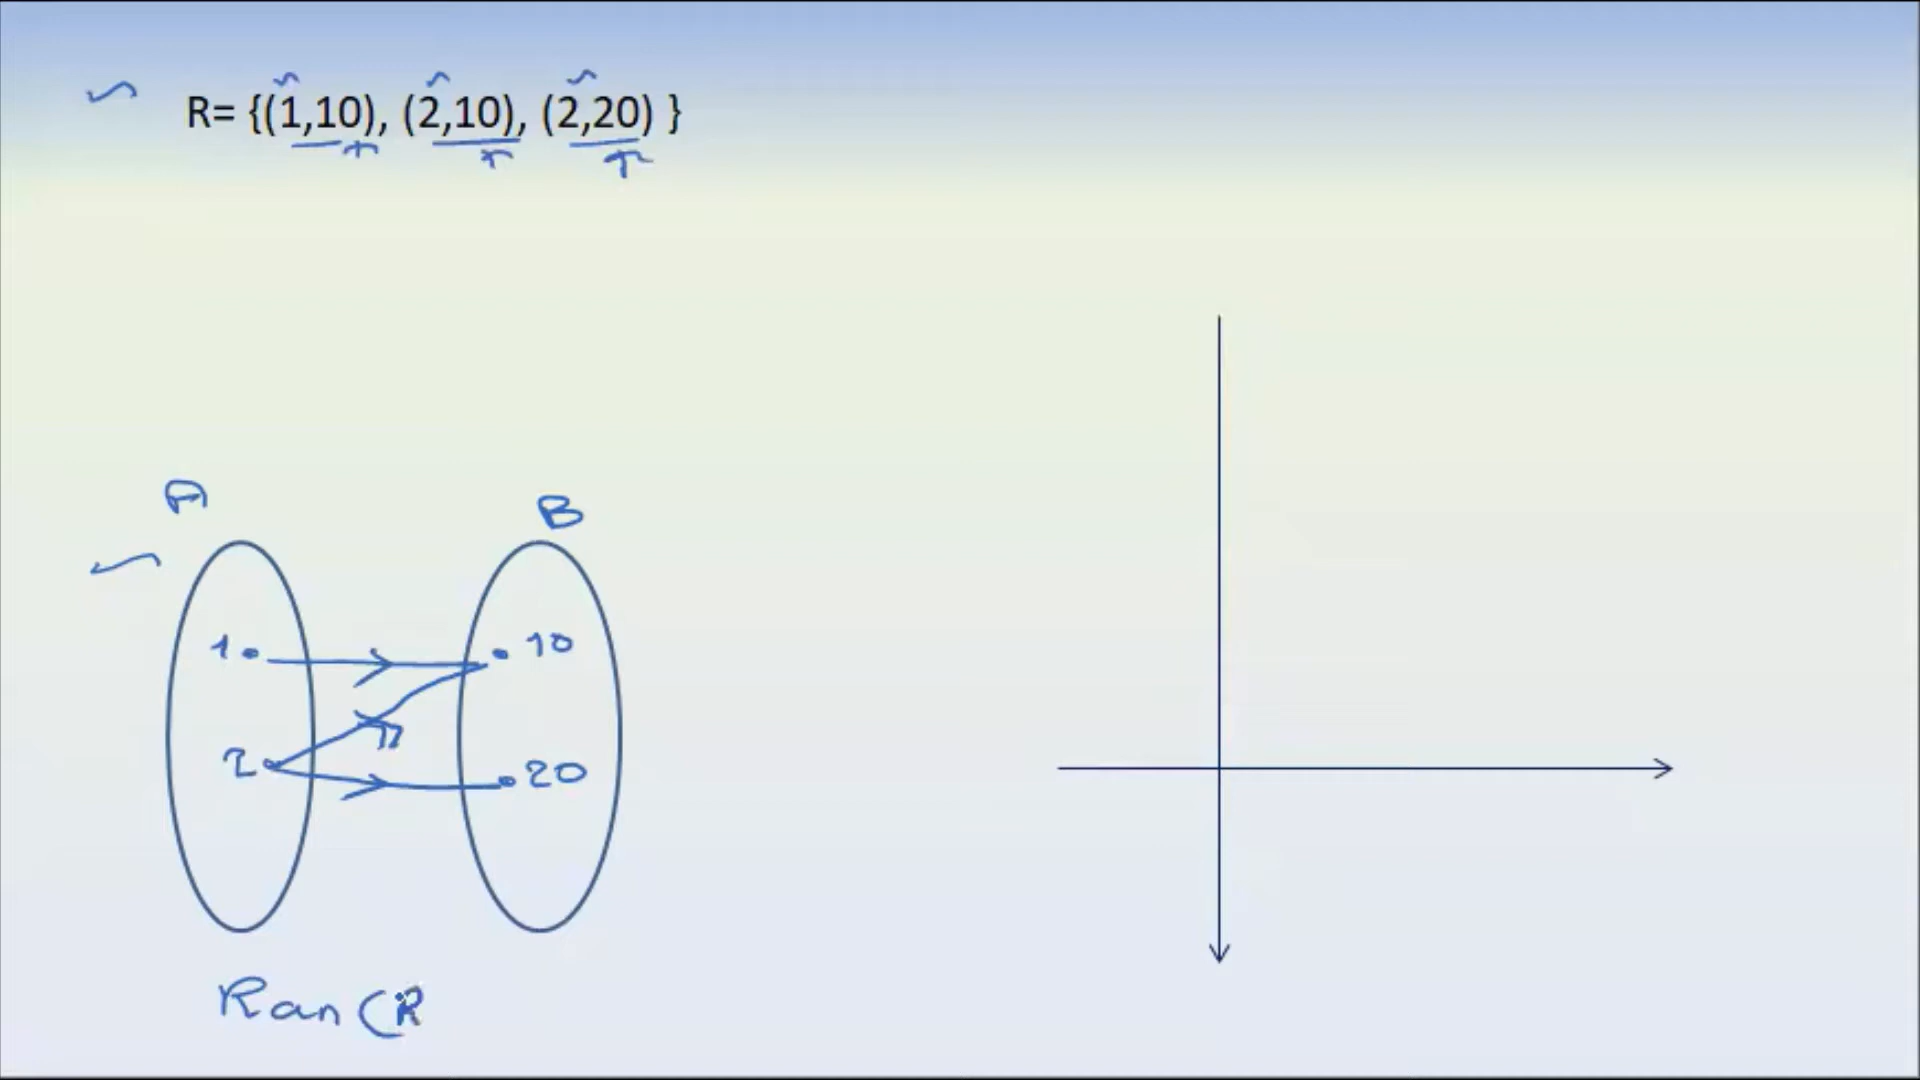 R= {(1,10), (2,10), (2,20) }
A B
1 10
2 20
Ran (R